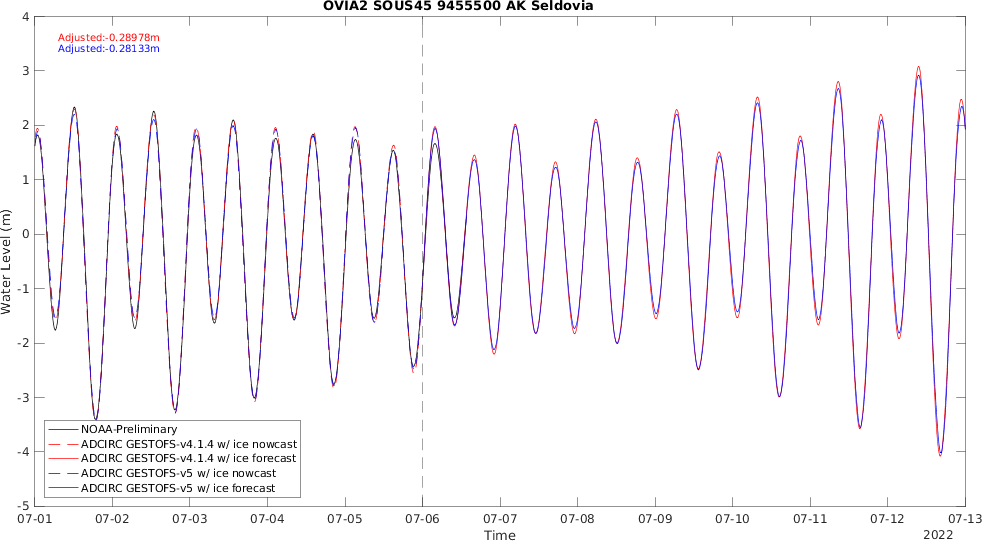 OVIA2 SOUS45 9455500 AK Seldovia
Adjusted:-0.28978m
Adjusted:-0.28133m
4
3
2
1
0
-1
-2
-3
-4
-5
Water Level (m)
NOAA-Preliminary
ADCIRC GESTOFS-v4.1.4 w/ ice nowcast
ADCIRC GESTOFS-v4.1.4 w/ ice forecast
ADCIRC GESTOFS-v5 w/ ice nowcast
ADCIRC GESTOFS-v5 w/ ice forecast
07-01 07-02 07-03 07-04 07-05 07-06 07-07 07-08 07-09 07-10 07-11 07-12 07-13
Time
2022